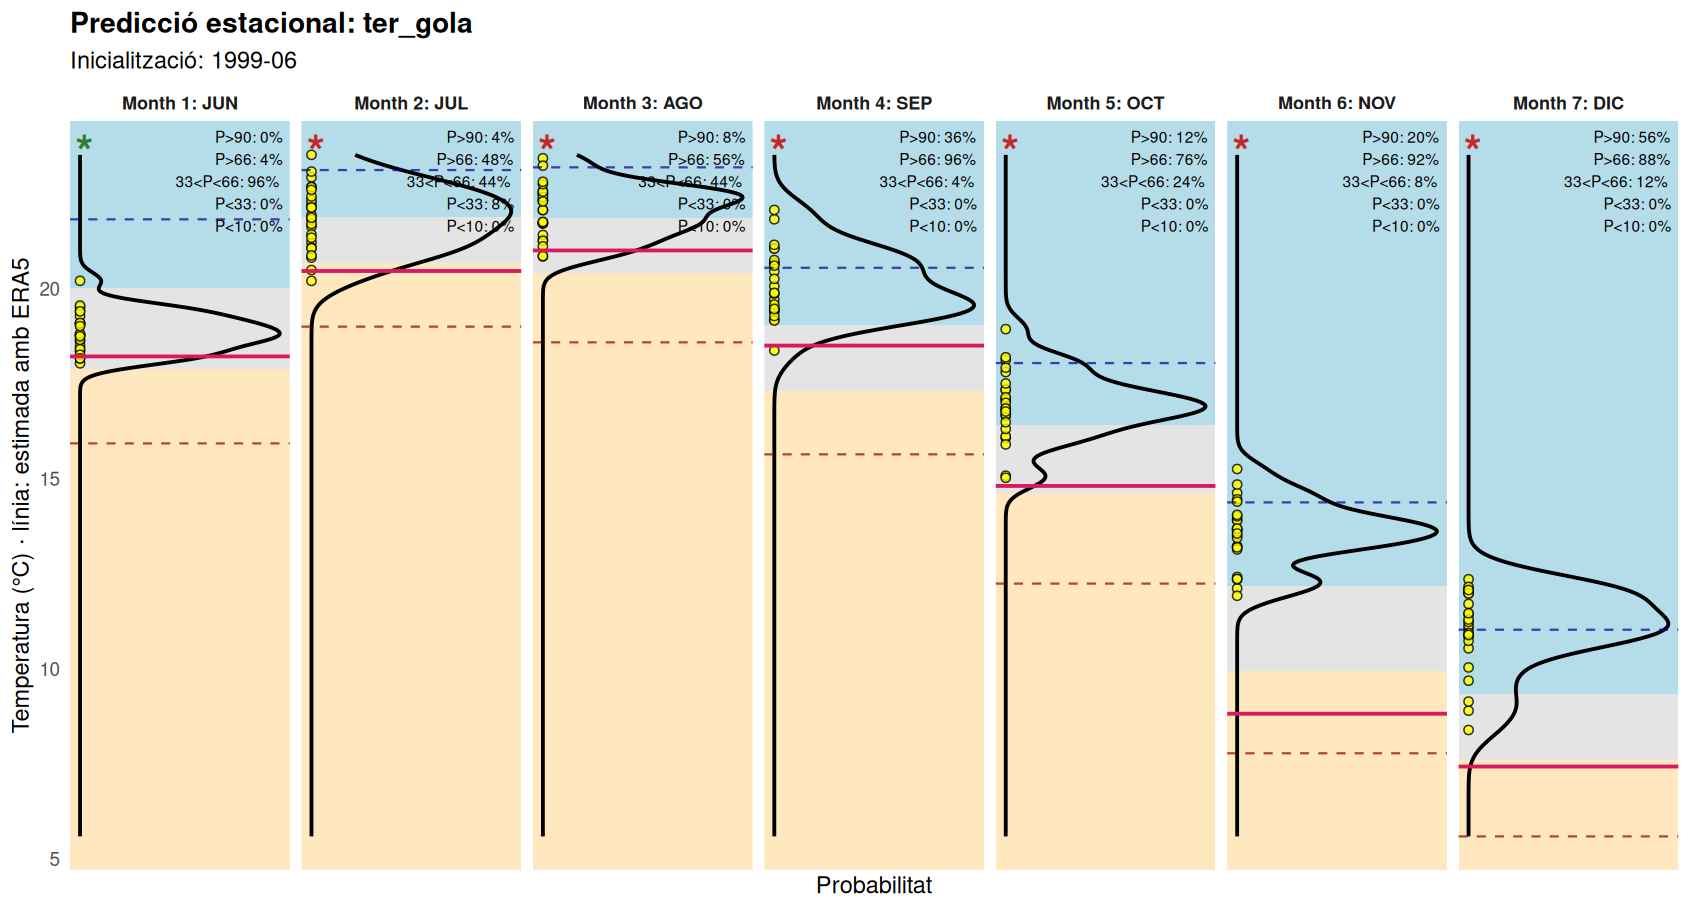 Predicció estacional: ter_gola
Inicialització: 1999-06
Month 1: JUN
Month 2: JUL
Month 3: AGO
Month 4: SEP
Month 5: OCT
Month 6: NOV
Month 7: DIC
*
P>90: 0%
P>66: 4%
33<P<66: 96%
P<33: 0%
P<10: 0%
*
P>90: 4%
P>66: 48%
33<P<66: 44%
P<33: 8%
P<10: 0%
*
P>90: 8%
P>66: 56%
33<P<66: 44%
P<33: 0%
P<10: 0%
*
P>90: 36%
P>66: 96%
33<P<66: 4%
P<33: 0%
P<10: 0%
*
P>90: 12%
P>66: 76%
33<P<66: 24%
P<33: 0%
P<10: 0%
*
P>90: 20%
P>66: 92%
33<P<66: 8%
P<33: 0%
P<10: 0%
*
P>90: 56%
P>66: 88%
33<P<66: 12%
P<33: 0%
P<10: 0%
Temperatura (°C) · línia: estimada amb ERA5
20
15
10
5
Probabilitat